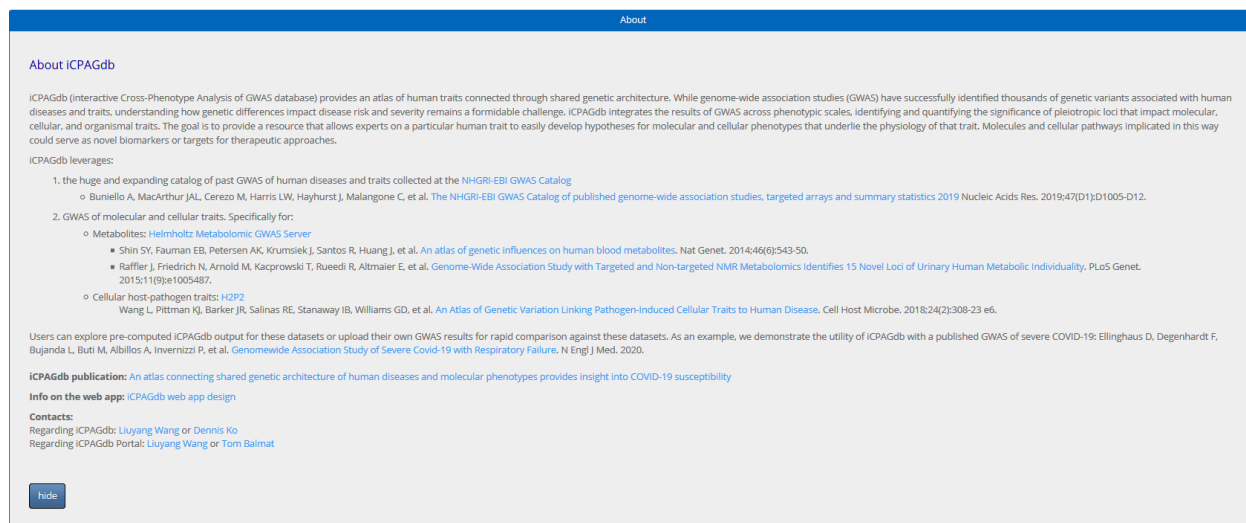 About
About iCPAGdb
iCPAGdb (interactive Cross-Phenotype Analysis of GWAS database) provides an atlas of human traits connected through shared genetic architecture. While genome-wide association studies (GWAS) have successfully identified thousands of genetic variants associated with human
diseases and traits, understanding how genetic differences impact disease risk and severity remains a formidable challenge. iCPAGdb integrates the results of GWAS across phenotypic scales, identifying and quantifying the significance of pleiotropic loci that impact molecular,
cellular, and organismal traits. The goal is to provide a resource that allows experts on a particular human trait to easily develop hypotheses for molecular and cellular phenotypes that underlie the physiology of that trait. Molecules and cellular pathways implicated in this way
could serve as novel biomarkers or targets for therapeutic approaches.
iCPAGdb leverages:
1. the huge and expanding catalog of past GWAS of human diseases and traits collected at the NHGRI-EBI GWAS Catalog
Buniello A, MacArthur JAL, Cerezo M, Harris LW, Hayhurst J, Malangone C, et al. The NHGRI-EBI GWAS Catalog of published genome-wide association studies, targeted arrays and summary statistics 2019 Nucleic Acids Res. 2019;47(D1):D1005-D12.
2. GWAS of molecular and cellular traits. Specifically for:
Metabolites: Helmholtz Metabolomic GWAS Server
Shin SY, Fauman EB, Petersen AK, Krumsiek J, Santos R, Huang J, et al. An atlas of genetic influences on human blood metabolites. Nat Genet. 2014;46(6):543-50.
Raffler J, Friedrich N, Arnold M, Kacprowski T, Rueedi R, Altmaier E, et al. Genome-Wide Association Study with Targeted and Non-targeted NMR Metabolomics Identifies 15 Novel Loci of Urinary Human Metabolic Individuality. PLoS Genet.
2015;11(9):e1005487.
Cellular host-pathogen traits: H2P2
Wang L, Pittman KJ, Barker JR, Salinas RE, Stanaway IB, Williams GD, et al. An Atlas of Genetic Variation Linking Pathogen-Induced Cellular Traits to Human Disease. Cell Host Microbe. 2018;24(2):308-23 e6.
Users can explore pre-computed iCPAGdb output for these datasets or upload their own GWAS results for rapid comparison against these datasets. As an example, we demonstrate the utility of iCPAGdb with a published GWAS of severe COVID-19: Ellinghaus D, Degenhardt F,
Bujanda L, Buti M, Albillos A, Invernizzi P, et al. Genomewide Association Study of Severe Covid-19 with Respiratory Failure. N Engl J Med. 2020.
iCPAGdb publication: An atlas connecting shared genetic architecture of human diseases and molecular phenotypes provides insight into COVID-19 susceptibility
Info on the web app: iCPAGdb web app design
Contacts:
Regarding iCPAGdb: Liuyang Wang or Dennis Ko
Regarding iCPAGdb Portal: Liuyang Wang or Tom Balmat
hide